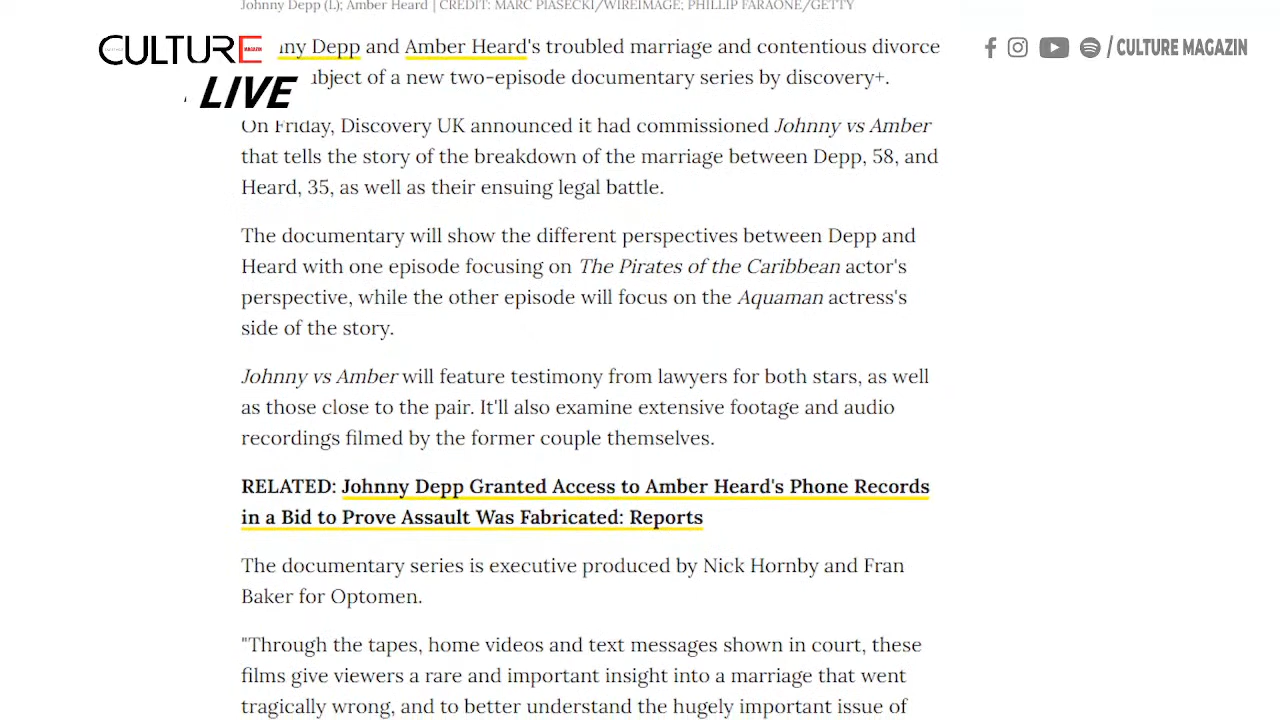 Johnny Depp (L); Amber Heard | CREDIT: MARC PIASECKI/WIREIMAGE; PHILLIP FARAONE/GETTY
CULTURE
MAGAZIN
LIVE
/ CULTURE MAGAZIN
nny Depp and Amber Heard's troubled marriage and contentious divorce
ubject of a new two-episode documentary series by discovery+.
On Friday, Discovery UK announced it had commissioned Johnny vs Amber
that tells the story of the breakdown of the marriage between Depp, 58, and
Heard, 35, as well as their ensuing legal battle.
The documentary will show the different perspectives between Depp and
Heard with one episode focusing on The Pirates of the Caribbean actor's
perspective, while the other episode will focus on the Aquaman actress's
side of the story.
Johnny vs Amber will feature testimony from lawyers for both stars, as well
as those close to the pair. It'll also examine extensive footage and audio
recordings filmed by the former couple themselves.
RELATED: Johnny Depp Granted Access to Amber Heard's Phone Records
in a Bid to Prove Assault Was Fabricated: Reports
The documentary series is executive produced by Nick Hornby and Fran
Baker for Optomen.
"Through the tapes, home videos and text messages shown in court, these
films give viewers a rare and important insight into a marriage that went
tragically wrong, and to better understand the hugely important issue of